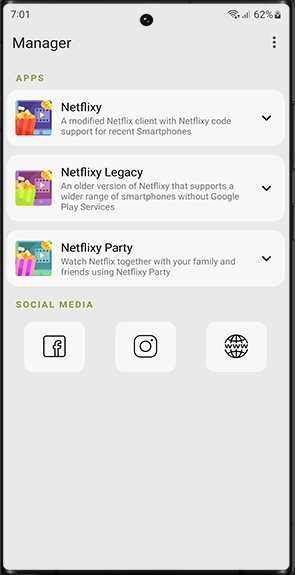 7:01 62%
Manager
APPS
Netflixy
A modified Netflix client with Netflixy code
support for recent Smartphones
Netflixy Legacy
An older version of Netflixy that supports a
wider range of smartphones without Google
Play Services
Netflixy Party
Watch Netflix together with your family and
friends using Netflixy Party
SOCIAL MEDIA
WWW